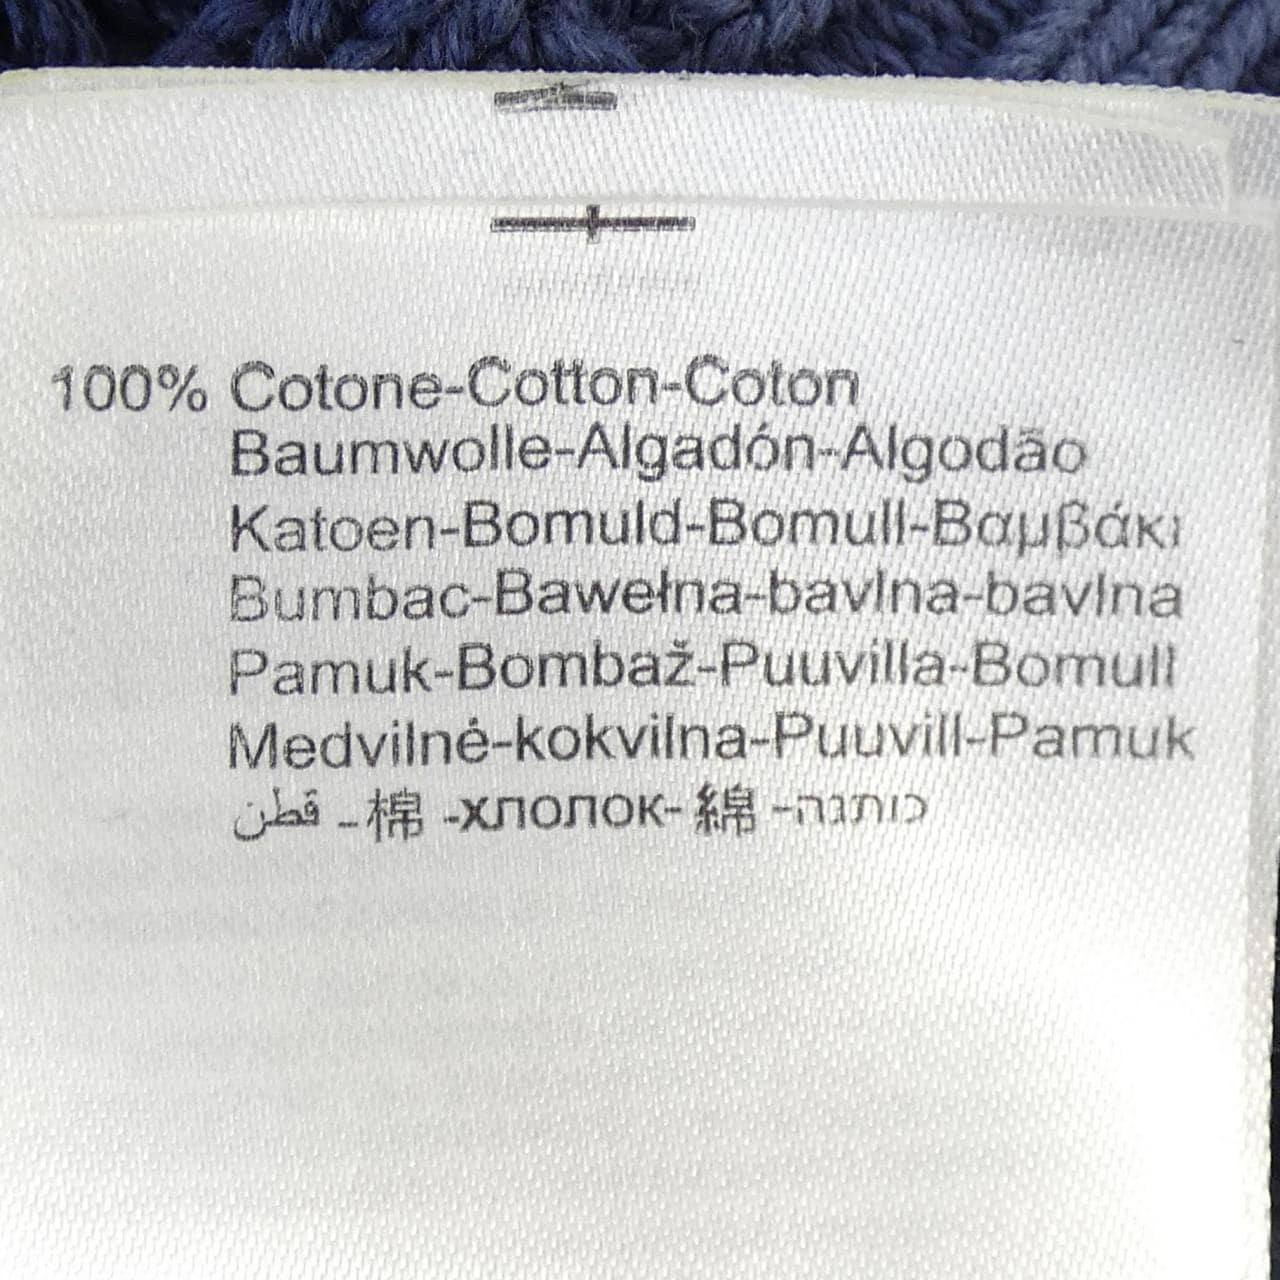 100% Cotone-Cotton-Coton
Baumwolle-Algadón-Algodão
Katoen-Bomuld-Bomull-Βαμβάκι
Bumbac-Bawełna-bavlna-bavlna
Pamuk-Bombaž-Puuvilla-Bomull
Medvilnė-kokvilna-Puuvill-Pamuk
قطن - 棉 -хлопок- 綿 -כותנה